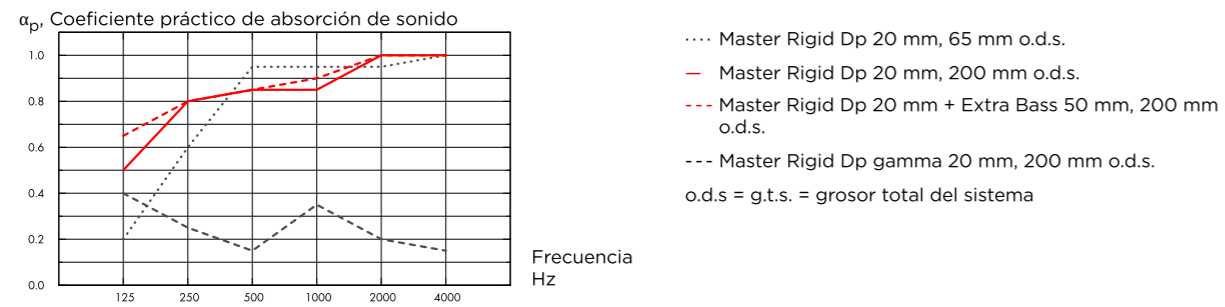 αp, Coeficiente práctico de absorción de sonido
1.0
0.8
0.6
0.4
0.2
0.0
125 250 500 1000 2000 4000
Frecuencia
Hz
···· Master Rigid Dp 20 mm, 65 mm o.d.s.
— Master Rigid Dp 20 mm, 200 mm o.d.s.
--- Master Rigid Dp 20 mm + Extra Bass 50 mm, 200 mm
o.d.s.
--- Master Rigid Dp gamma 20 mm, 200 mm o.d.s.
o.d.s = g.t.s. = grosor total del sistema